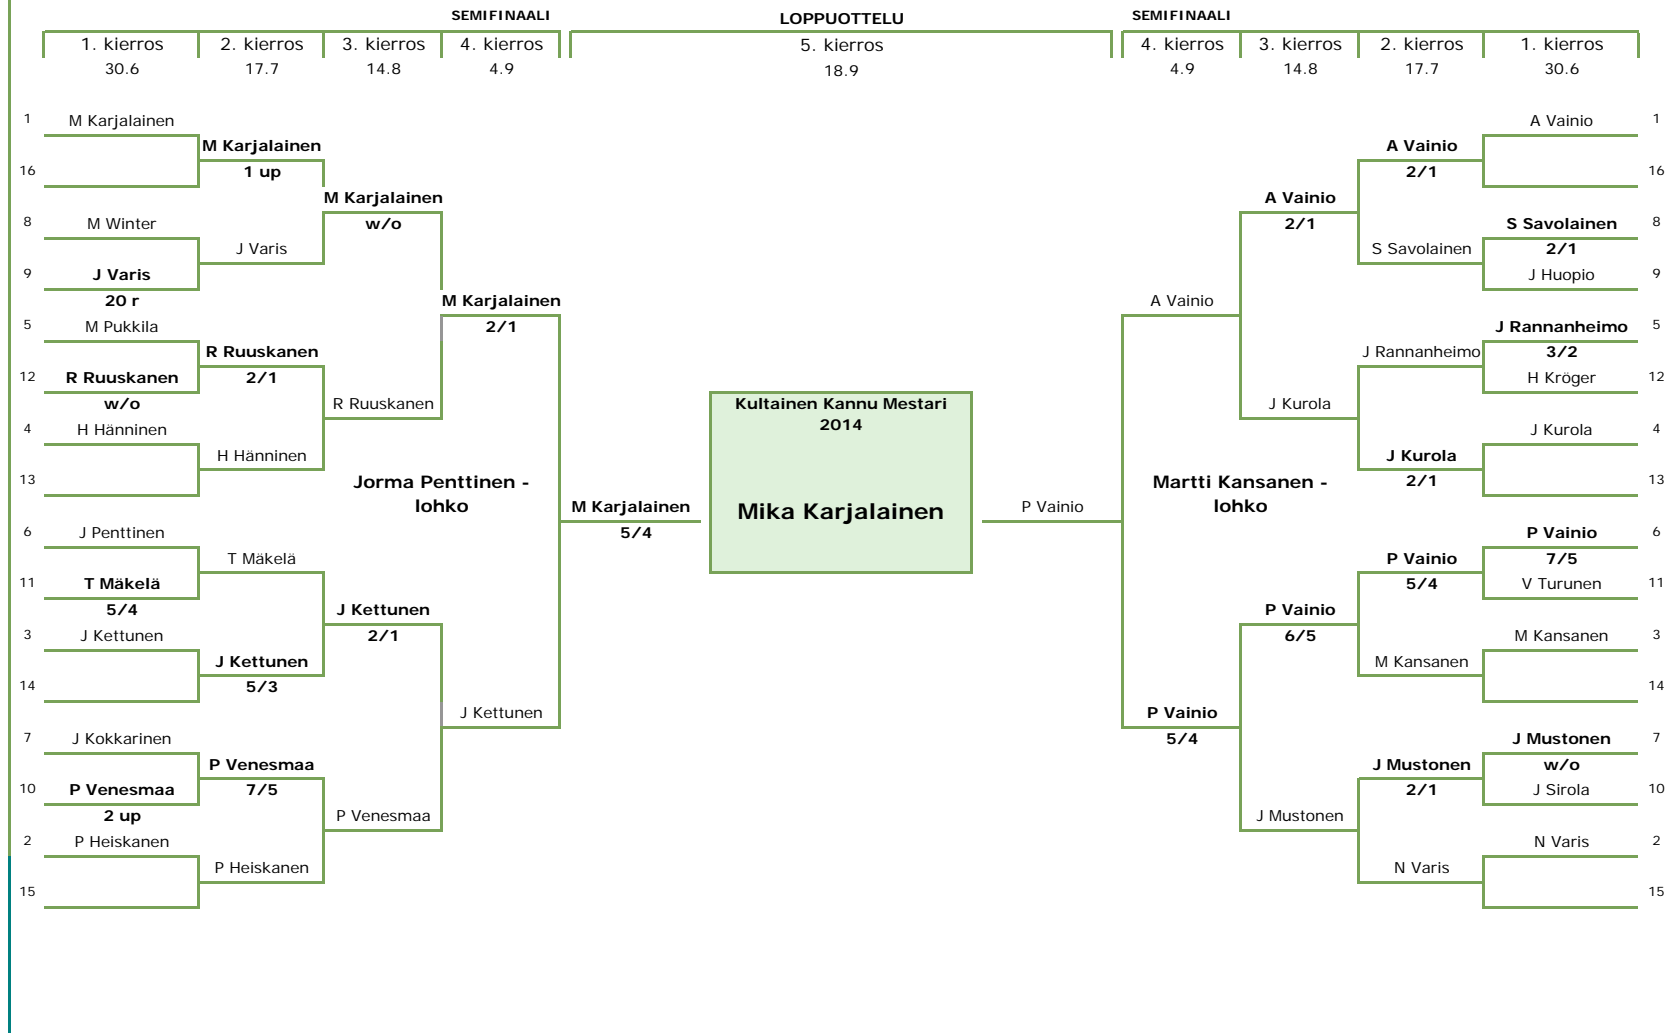 SEMIFINAALI LOPPUOTTELU SEMIFINAALI
1. kierros 2. kierros 3. kierros 4. kierros 5. kierros 4. kierros 3. kierros 2. kierros 1. kierros
30.6 17.7 14.8 4.9 18.9 4.9 14.8 17.7 30.6
1 M Karjalainen A Vainio 1
M Karjalainen A Vainio
16 1 up 2/1 16
M Karjalainen A Vainio
8 M Winter w/o 2/1 S Savolainen 8
J Varis S Savolainen 2/1
9 J Varis J Huopio 9
20 r M Karjalainen A Vainio
5 M Pukkila 2/1 J Rannanheimo 5
R Ruuskanen J Rannanheimo 3/2
12 R Ruuskanen 2/1 H Kröger 12
w/o R Ruuskanen Kultainen Kannu Mestari J Kurola
2014
4 H Hänninen J Kurola 4
H Hänninen J Kurola
13 Jorma Penttinen - Martti Kansanen - 2/1 13
lohko M Karjalainen Mika Karjalainen P Vainio lohko
6 J Penttinen 5/4 P Vainio 6
T Mäkelä P Vainio 7/5
11 T Mäkelä 5/4 V Turunen 11
5/4 J Kettunen P Vainio
3 J Kettunen 2/1 6/5 M Kansanen 3
J Kettunen M Kansanen
14 5/3 14
J Kettunen P Vainio
7 J Kokkarinen 5/4 J Mustonen 7
P Venesmaa J Mustonen w/o
10 P Venesmaa 7/5 2/1 J Sirola 10
2 up P Venesmaa J Mustonen
2 P Heiskanen N Varis 2
P Heiskanen N Varis
15 15